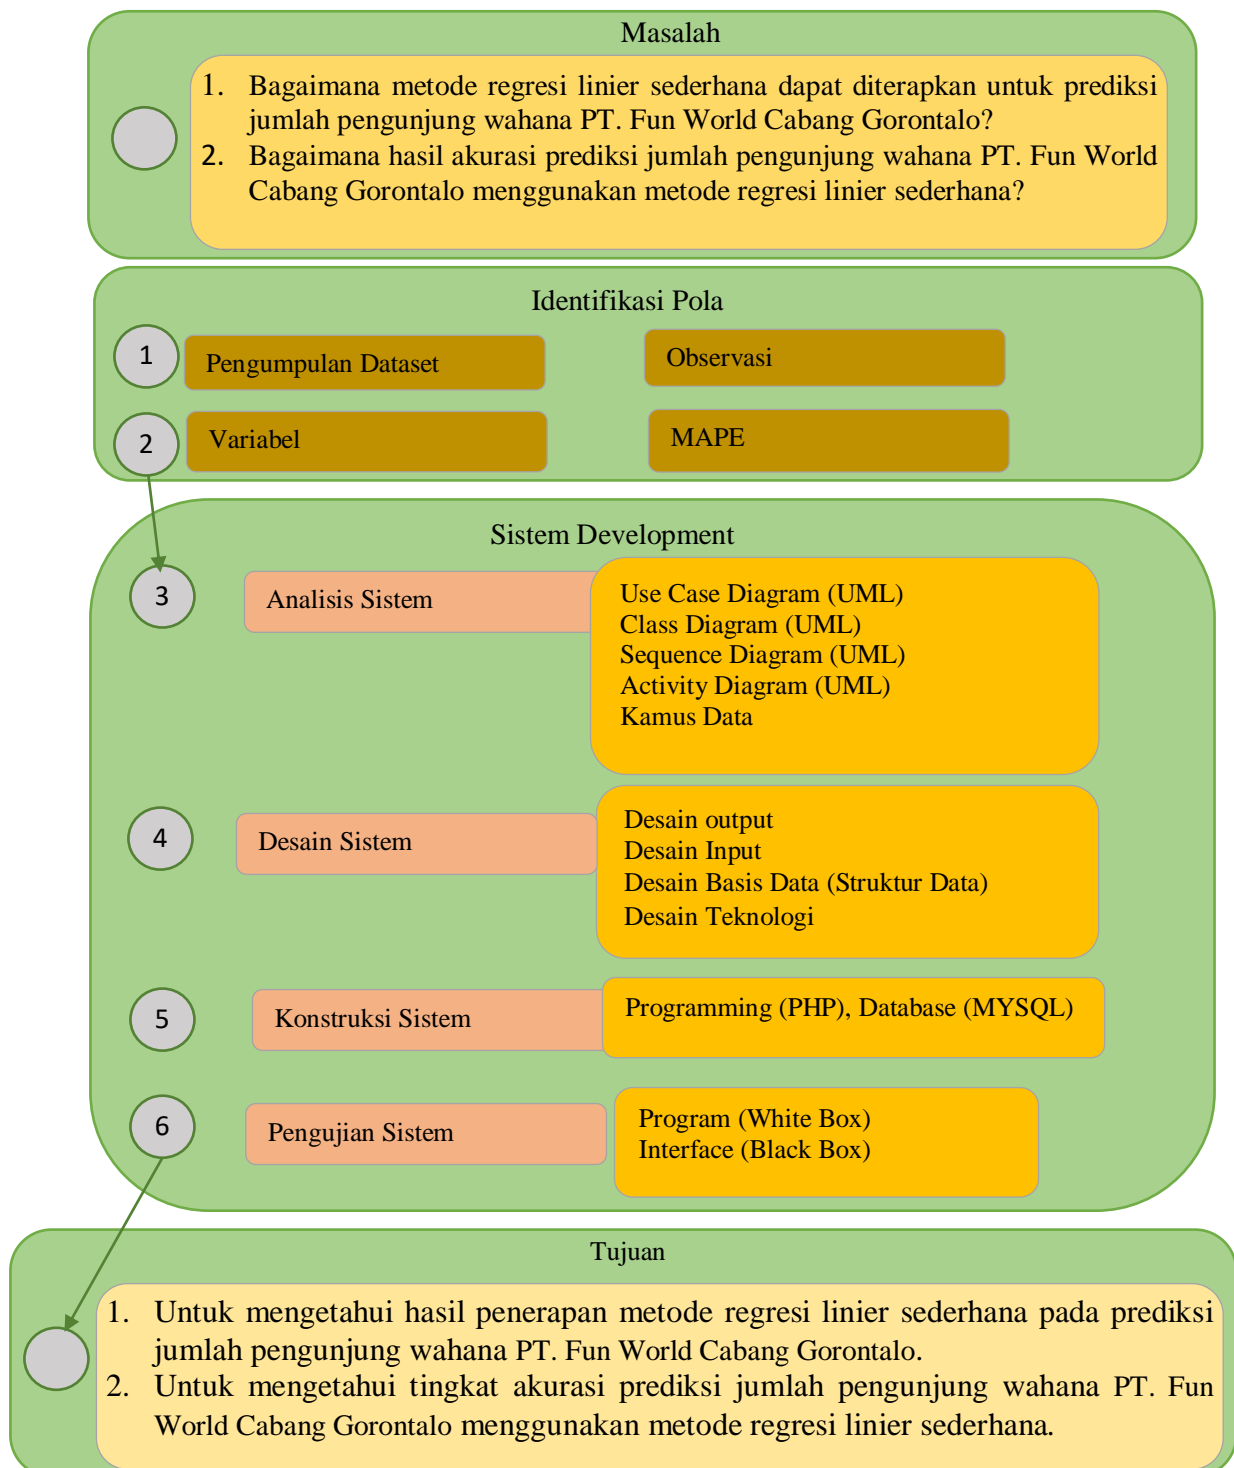 Masalah
1. Bagaimana metode regresi linier sederhana dapat diterapkan untuk prediksi
jumlah pengunjung wahana PT. Fun World Cabang Gorontalo?
2. Bagaimana hasil akurasi prediksi jumlah pengunjung wahana PT. Fun World
Cabang Gorontalo menggunakan metode regresi linier sederhana?
Identifikasi Pola
1
Pengumpulan Dataset
Observasi
2
Variabel
MAPE
Sistem Development
3
Analisis Sistem
Use Case Diagram (UML)
Class Diagram (UML)
Sequence Diagram (UML)
Activity Diagram (UML)
Kamus Data
4
Desain Sistem
Desain output
Desain Input
Desain Basis Data (Struktur Data)
Desain Teknologi
5
Konstruksi Sistem
Programming (PHP), Database (MYSQL)
6
Pengujian Sistem
Program (White Box)
Interface (Black Box)
Tujuan
1. Untuk mengetahui hasil penerapan metode regresi linier sederhana pada prediksi
jumlah pengunjung wahana PT. Fun World Cabang Gorontalo.
2. Untuk mengetahui tingkat akurasi prediksi jumlah pengunjung wahana PT. Fun
World Cabang Gorontalo menggunakan metode regresi linier sederhana.